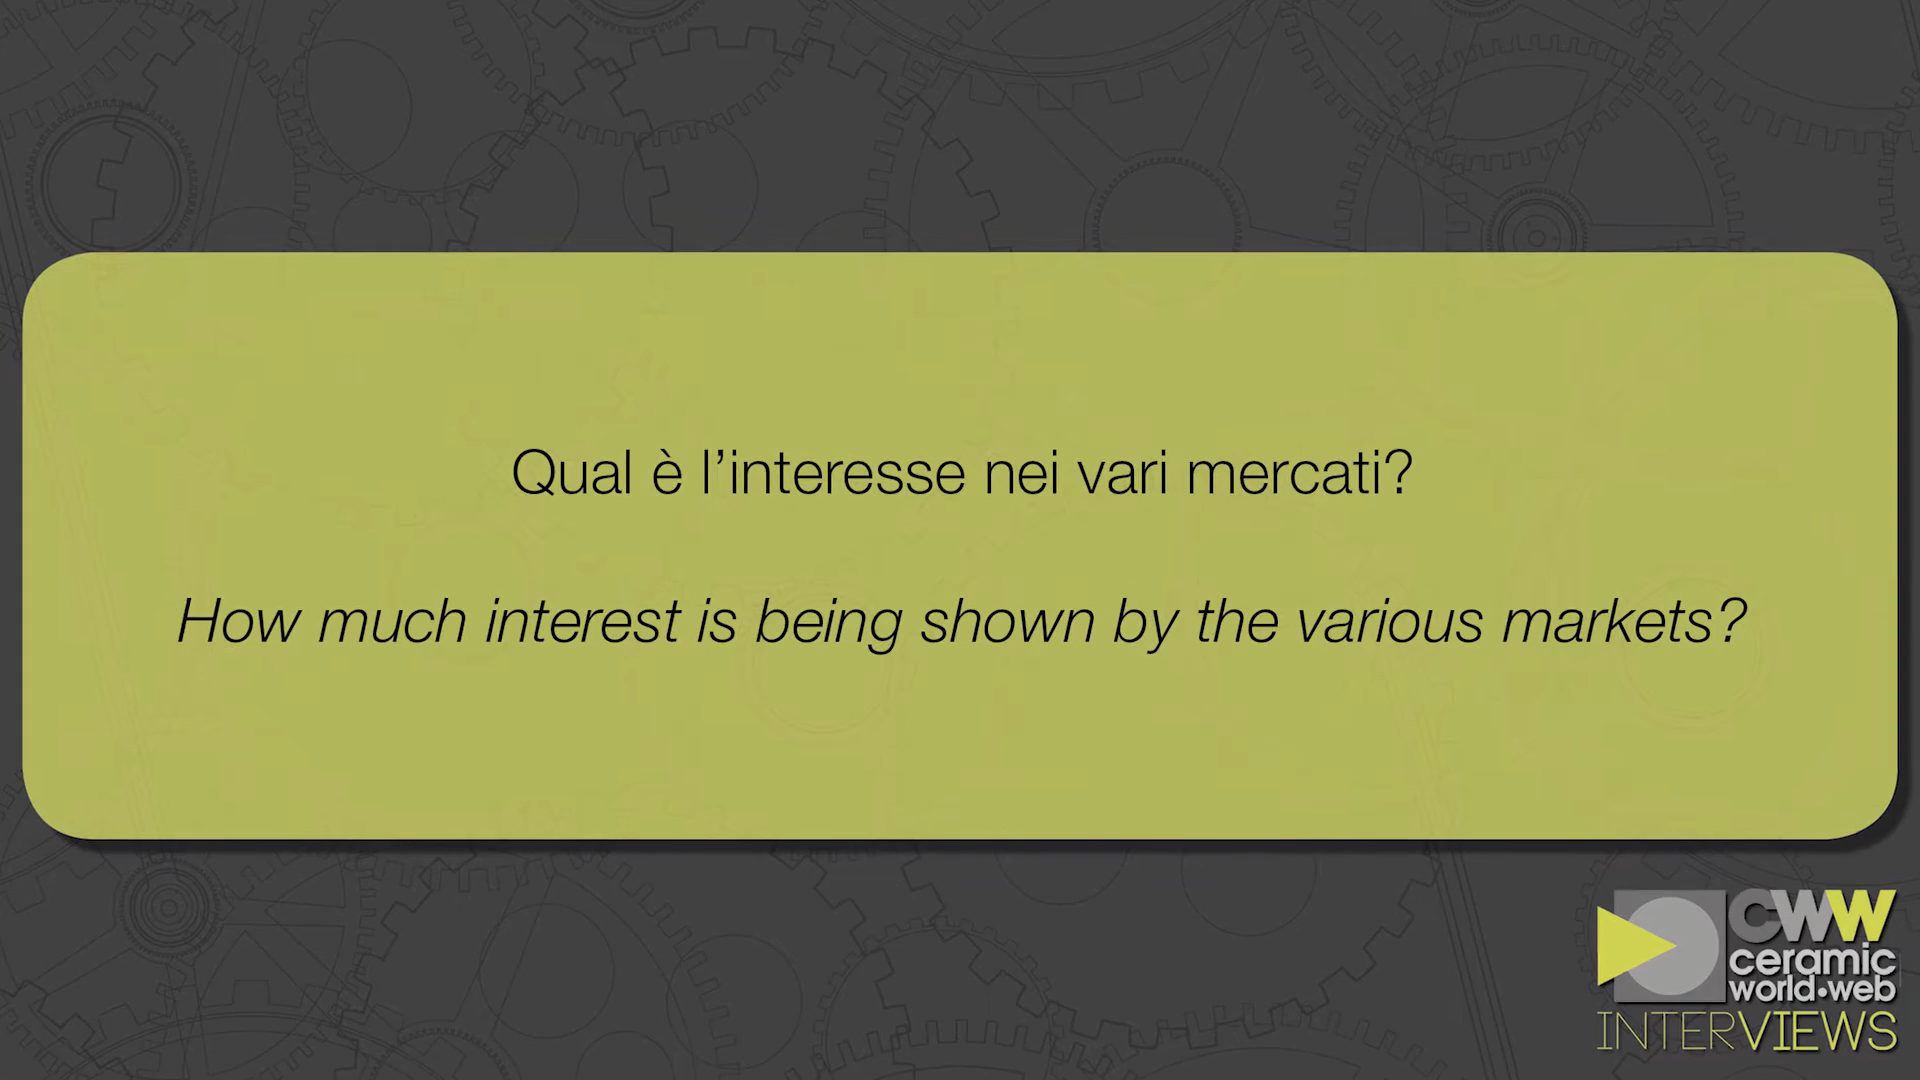 Qual è l’interesse nei vari mercati?
How much interest is being shown by the various markets?
CWW
ceramic
world•web
INTERVIEWS